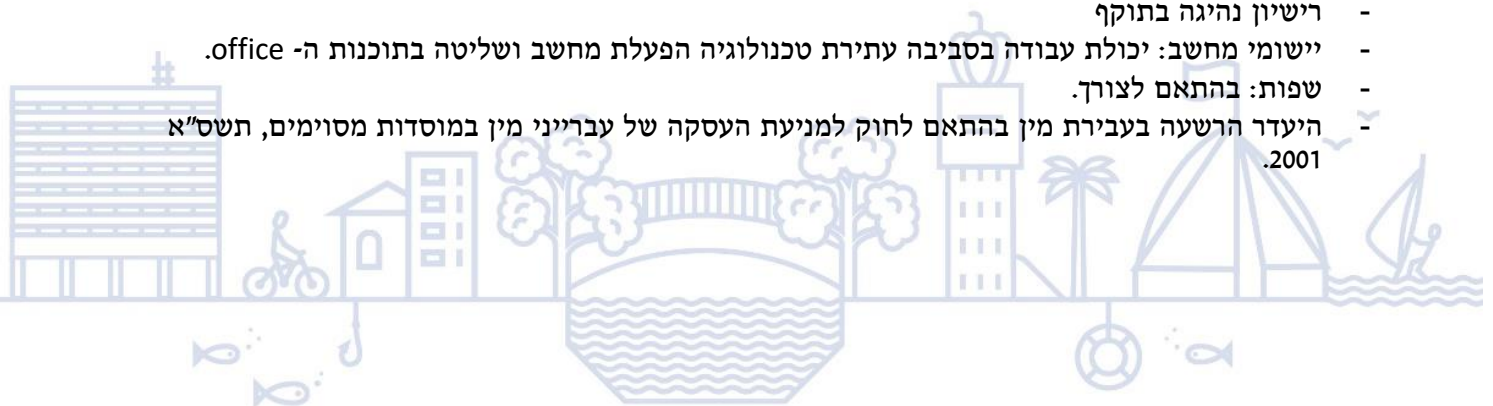 - רישיון נהיגה בתוקף
- יישומי מחשב: יכולת עבודה בסביבה עתירת טכנולוגיה הפעלת מחשב ושליטה בתוכנות ה- office.
- שפות: בהתאם לצורך.
- היעדר הרשעה בעבירת מין בהתאם לחוק למניעת העסקה של עברייני מין במוסדות מסוימים, תשס"א
2001.